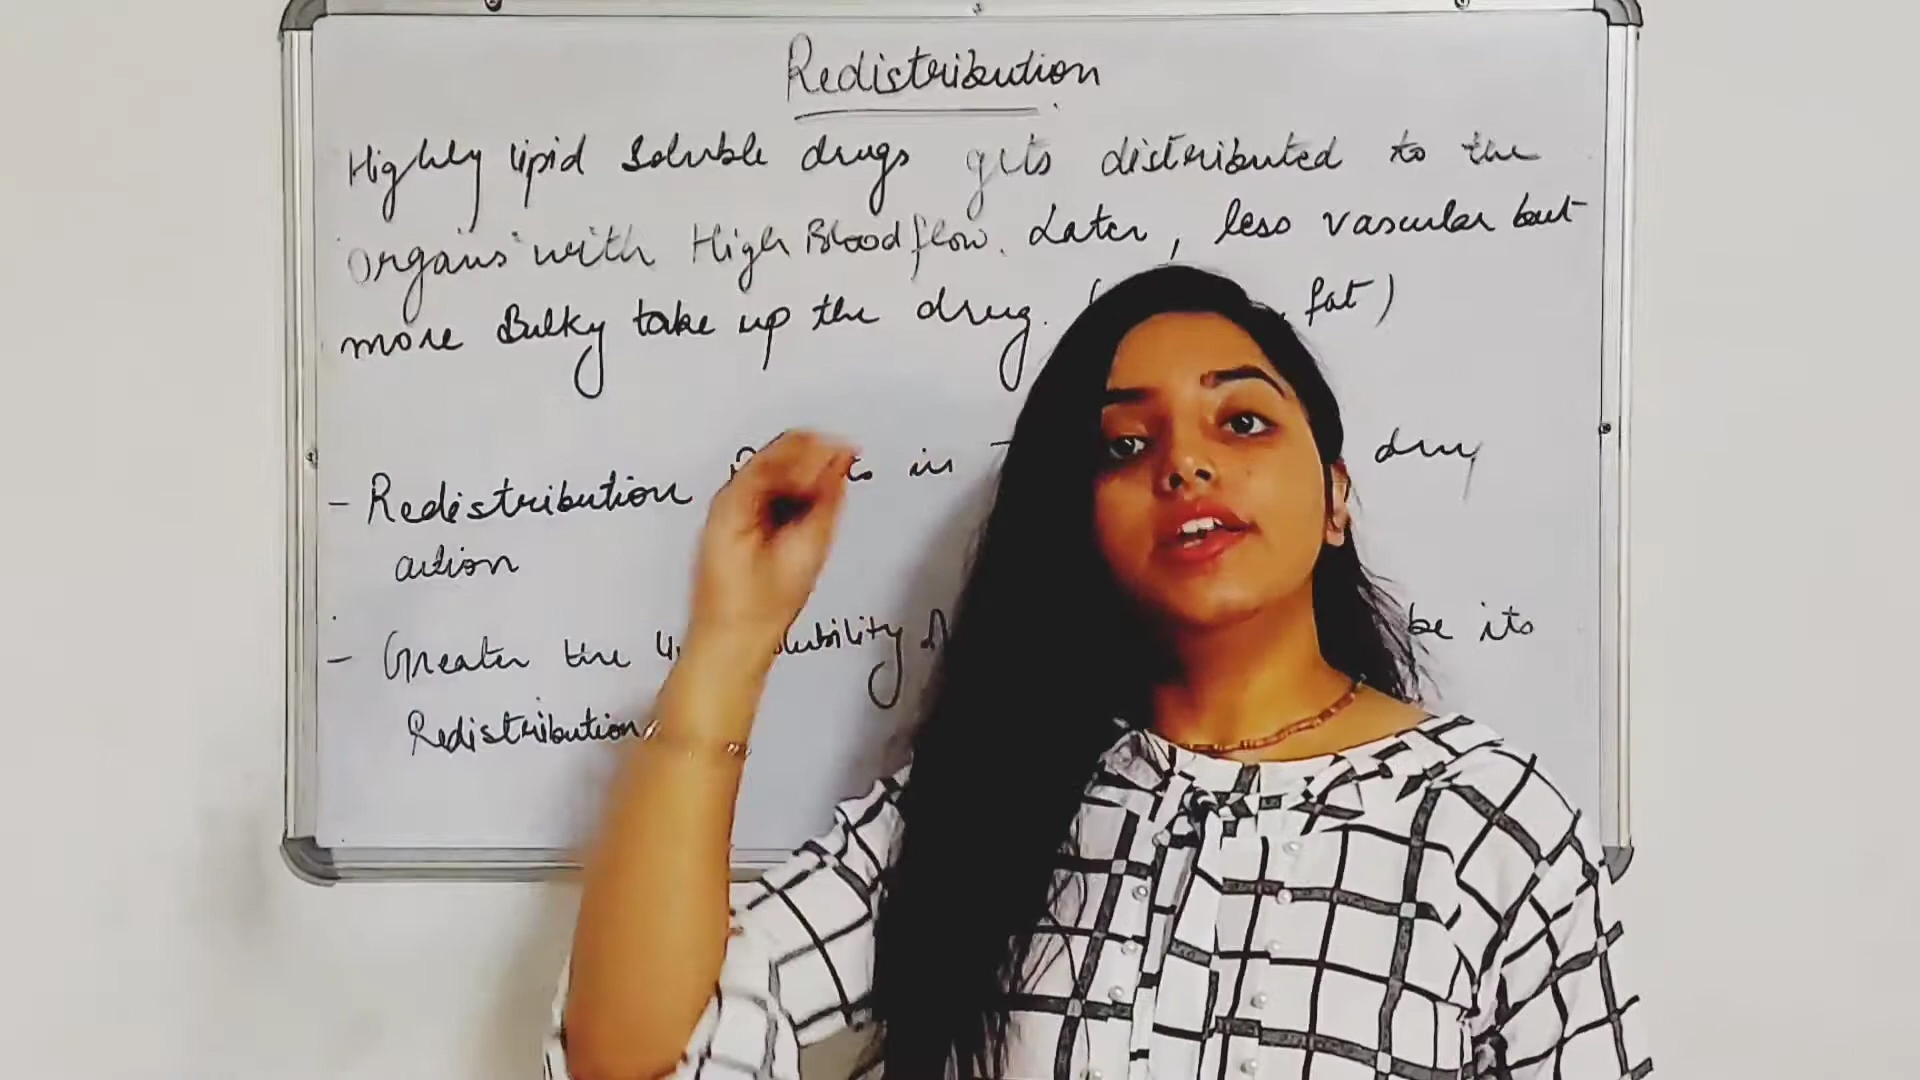 Redistribution
Highly lipid Soluble drugs gets distributed to the
organs with High Blood flow. Later, less vascular but
more Bulky take up the drug. ( , fat)
- Redistribution in drug
action
- Greater the be its
Redistribution